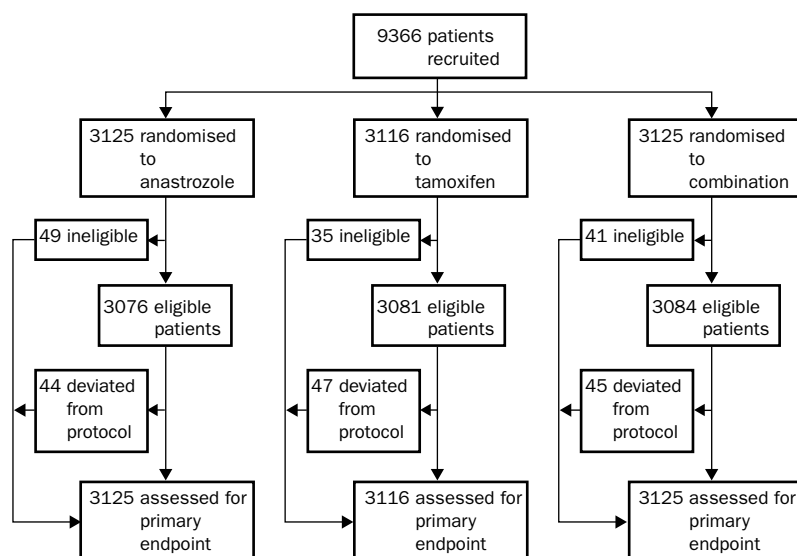 9366 patients
recruited
3125 randomised
to
anastrozole
3116 randomised
to
tamoxifen
3125 randomised
to
combination
49 ineligible
35 ineligible
41 ineligible
3076 eligible
patients
3081 eligible
patients
3084 eligible
patients
44 deviated
from
protocol
47 deviated
from
protocol
45 deviated
from
protocol
3125 assessed for
primary
endpoint
3116 assessed for
primary
endpoint
3125 assessed for
primary
endpoint